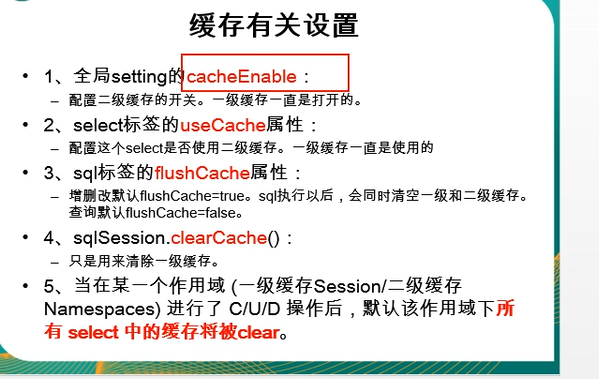 缓存有关设置
• 1、全局setting的cacheEnable：
– 配置二级缓存的开关。一级缓存一直是打开的。
• 2、select标签的useCache属性：
– 配置这个select是否使用二级缓存。一级缓存一直是使用的
• 3、sql标签的flushCache属性：
– 增删改默认flushCache=true。sql执行以后，会同时清空一级和二级缓存。
查询默认flushCache=false。
• 4、sqlSession.clearCache()：
– 只是用来清除一级缓存。
• 5、当在某一个作用域 (一级缓存Session/二级缓存
Namespaces) 进行了 C/U/D 操作后，默认该作用域下所
有 select 中的缓存将被clear。